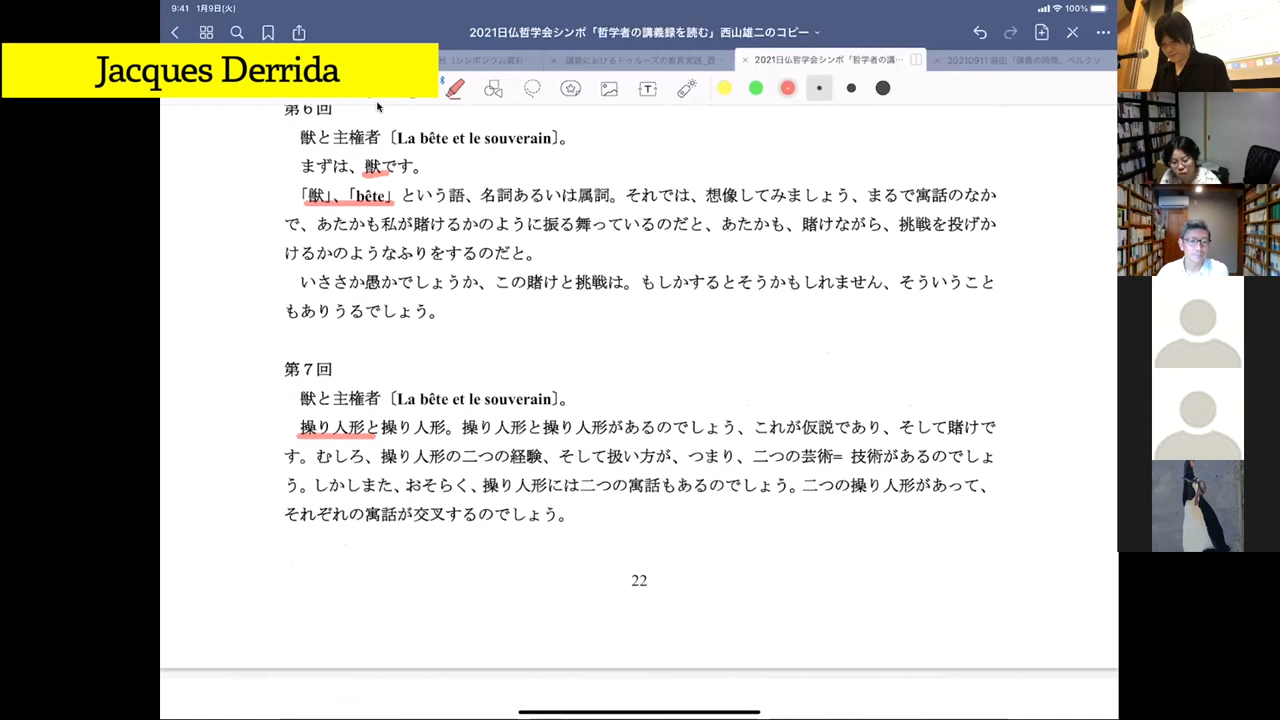 9:41 1月9日(火)
100%
2021日仏哲学会シンポ「哲学者の講義録を読む」西山雄二のコピー
Jacques Derrida
2021日仏哲学会シンポ「哲学者の講…
第６回
獣と主権者〔La bête et le souverain〕。
まずは、獣です。
「獣」、「bête」という語、名詞あるいは属詞。それでは、想像してみましょう、まるで寓話のなか
で、あたかも私が賭けるかのように振る舞っているのだと、あたかも、賭けながら、挑戦を投げか
けるかのようなふりをするのだと。
いささか愚かでしょうか、この賭けと挑戦は。もしかするとそうかもしれません、そういうこと
もありうるでしょう。
第７回
獣と主権者〔La bête et le souverain〕。
操り人形と操り人形。操り人形と操り人形があるのでしょう、これが仮説であり、そして賭けで
す。むしろ、操り人形の二つの経験、そして扱い方が、つまり、二つの芸術= 技術があるのでしょ
う。しかしまた、おそらく、操り人形には二つの寓話もあるのでしょう。二つの操り人形があって、
それぞれの寓話が交叉するのでしょう。
22